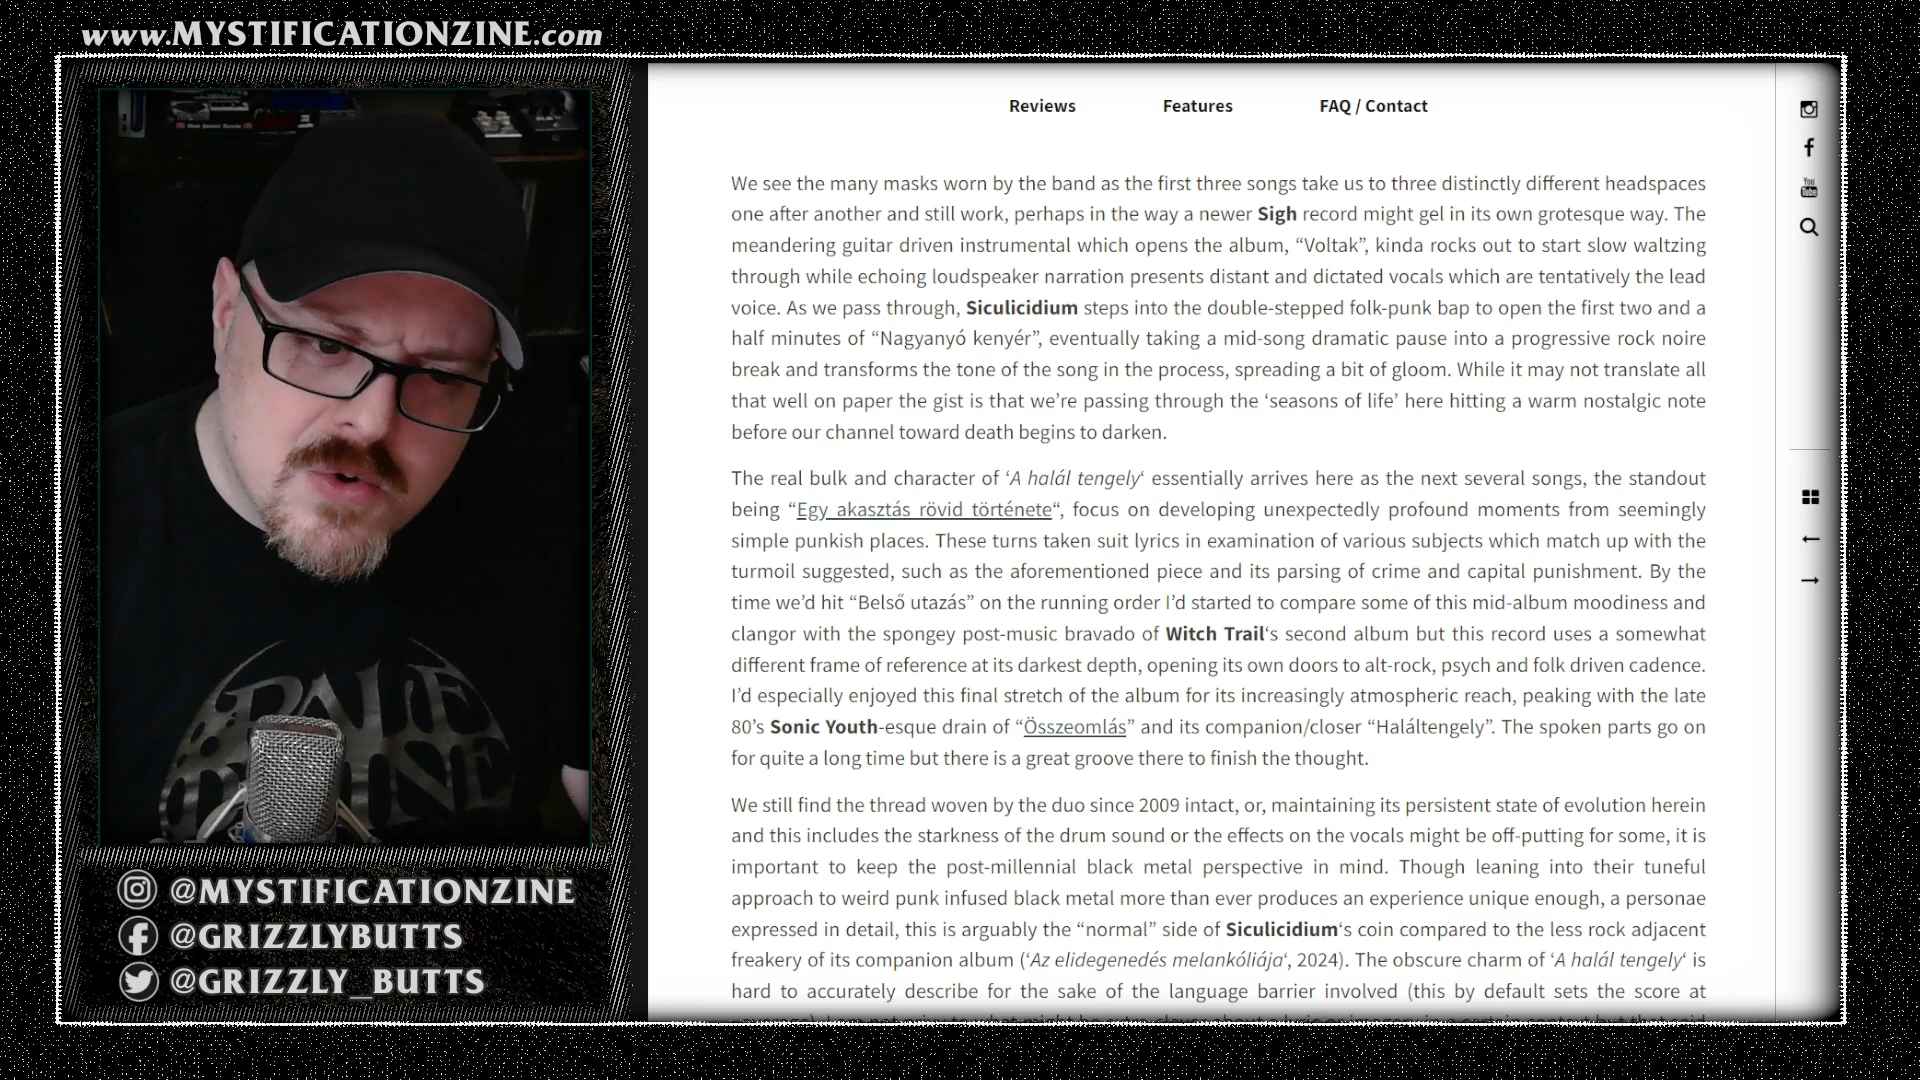 www.MYSTIFICATIONZINE.com
Reviews
Features
FAQ / Contact
We see the many masks worn by the band as the first three songs take us to three distinctly different headspaces
one after another and still work, perhaps in the way a newer Sigh record might gel in its own grotesque way. The
meandering guitar driven instrumental which opens the album, “Voltak”, kinda rocks out to start slow waltzing
through while echoing loudspeaker narration presents distant and dictated vocals which are tentatively the lead
voice. As we pass through, Siculicidium steps into the double-stepped folk-punk bap to open the first two and a
half minutes of “Nagyanyó kenyér”, eventually taking a mid-song dramatic pause into a progressive rock noire
break and transforms the tone of the song in the process, spreading a bit of gloom. While it may not translate all
that well on paper the gist is that we’re passing through the ‘seasons of life’ here hitting a warm nostalgic note
before our channel toward death begins to darken.
The real bulk and character of ‘A halál tengely‘ essentially arrives here as the next several songs, the standout
being “Egy akasztás rövid története“, focus on developing unexpectedly profound moments from seemingly
simple punkish places. These turns taken suit lyrics in examination of various subjects which match up with the
turmoil suggested, such as the aforementioned piece and its parsing of crime and capital punishment. By the
time we’d hit “Belső utazás” on the running order I’d started to compare some of this mid-album moodiness and
clangor with the spongey post-music bravado of Witch Trail‘s second album but this record uses a somewhat
different frame of reference at its darkest depth, opening its own doors to alt-rock, psych and folk driven cadence.
I’d especially enjoyed this final stretch of the album for its increasingly atmospheric reach, peaking with the late
80’s Sonic Youth-esque drain of “Összeomlás” and its companion/closer “Haláltengely”. The spoken parts go on
for quite a long time but there is a great groove there to finish the thought.
We still find the thread woven by the duo since 2009 intact, or, maintaining its persistent state of evolution herein
and this includes the starkness of the drum sound or the effects on the vocals might be off-putting for some, it is
important to keep the post-millennial black metal perspective in mind. Though leaning into their tuneful
approach to weird punk infused black metal more than ever produces an experience unique enough, a personae
expressed in detail, this is arguably the “normal” side of Siculicidium‘s coin compared to the less rock adjacent
freakery of its companion album (‘Az elidegenedés melankóliája‘, 2024). The obscure charm of ‘A halál tengely‘ is
hard to accurately describe for the sake of the language barrier involved (this by default sets the score at
You
Tube
@MYSTIFICATIONZINE
@GRIZZLYBUTTS
@GRIZZLY_BUTTS